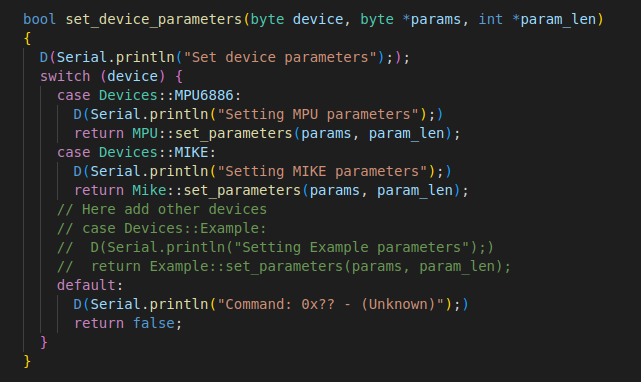 bool set_device_parameters(byte device, byte *params, int *param_len)
{
  D(Serial.println("Set device parameters"););
  switch (device) {
    case Devices::MPU6886:
      D(Serial.println("Setting MPU parameters");)
      return MPU::set_parameters(params, param_len);
    case Devices::MIKE:
      D(Serial.println("Setting MIKE parameters");)
      return Mike::set_parameters(params, param_len);
    // Here add other devices
    // case Devices::Example:
    //  D(Serial.println("Setting Example parameters");)
    //  return Example::set_parameters(params, param_len);
    default:
      D(Serial.println("Command: 0x?? - (Unknown)");)
      return false;
  }
}